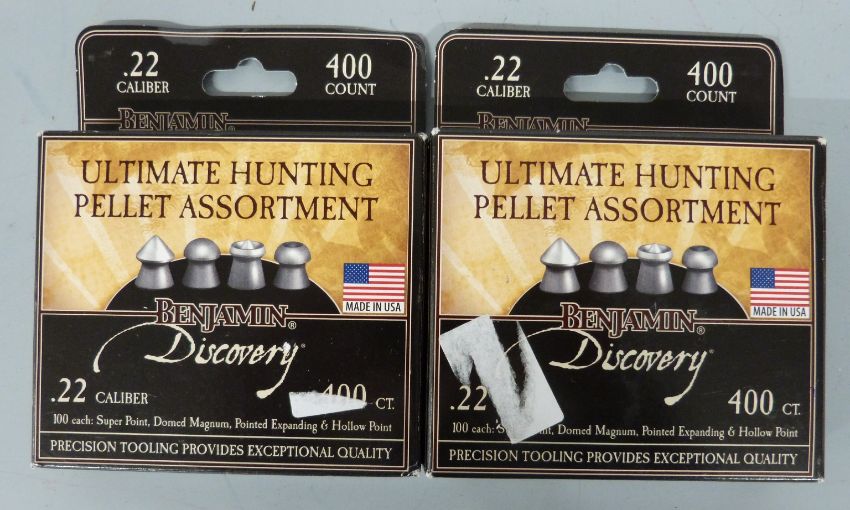 .22 400
CALIBER COUNT
BENJAMIN®
ULTIMATE HUNTING
PELLET ASSORTMENT
MADE IN USA
BENJAMIN®
Discovery®
.22 CALIBER 400 CT.
100 each: Super Point, Domed Magnum, Pointed Expanding & Hollow Point
PRECISION TOOLING PROVIDES EXCEPTIONAL QUALITY
.22 400
CALIBER COUNT
BENJAMIN®
ULTIMATE HUNTING
PELLET ASSORTMENT
MADE IN USA
BENJAMIN®
Discovery®
.22 400 CT.
100 each: Domed Magnum, Pointed Expanding & Hollow Point
PRECISION TOOLING PROVIDES EXCEPTIONAL QUALITY